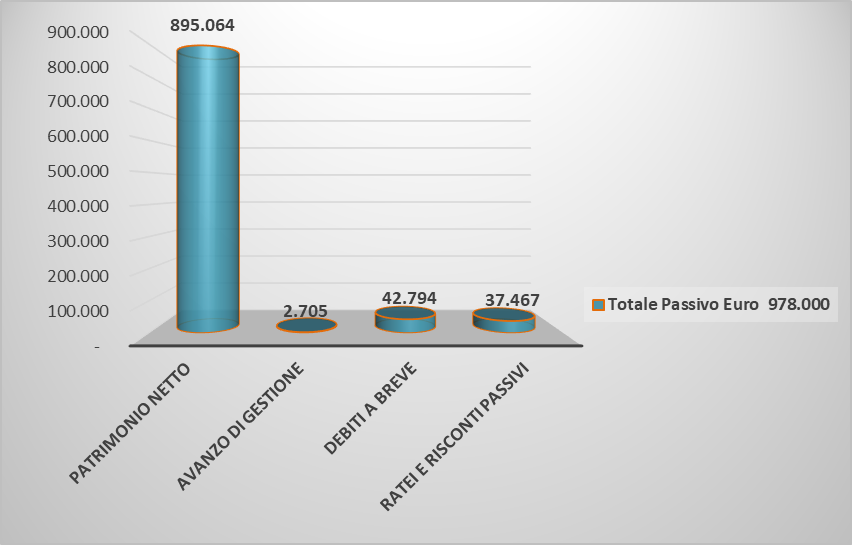 895.064
900.000
800.000
700.000
600.000
500.000
400.000
300.000
200.000
100.000
-
2.705
42.794
37.467
Totale Passivo Euro 978.000
PATRIMONIO NETTO
AVANZO DI GESTIONE
DEBITI A BREVE
RATEI E RISCONTI PASSIVI